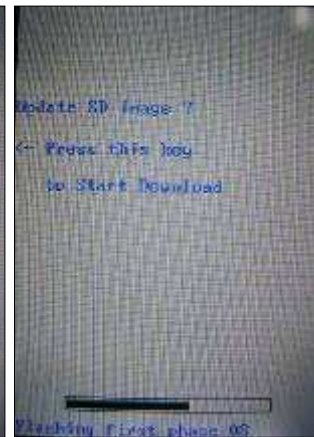 Update SD image ?
<- Press this key
to Start Download
Flashing first phase OS